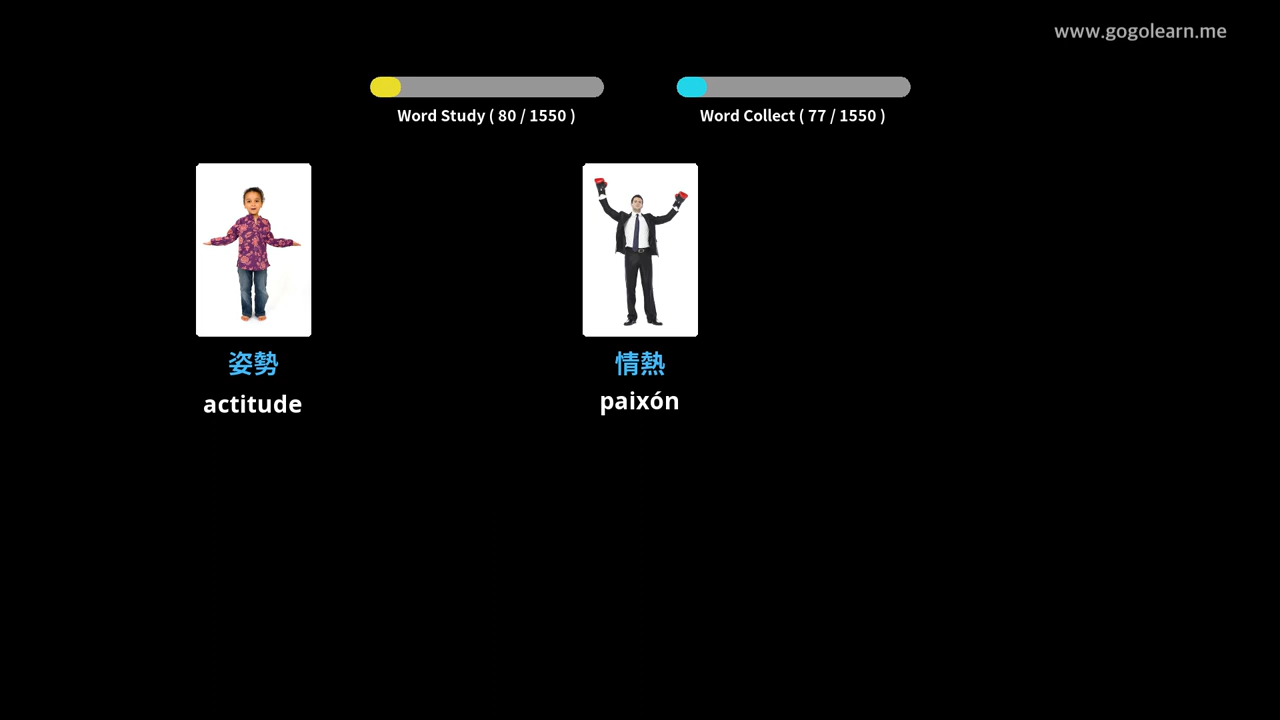 www.gogolearn.me
Word Study ( 80 / 1550 )
Word Collect ( 77 / 1550 )
姿勢
actitude
情熱
paixón